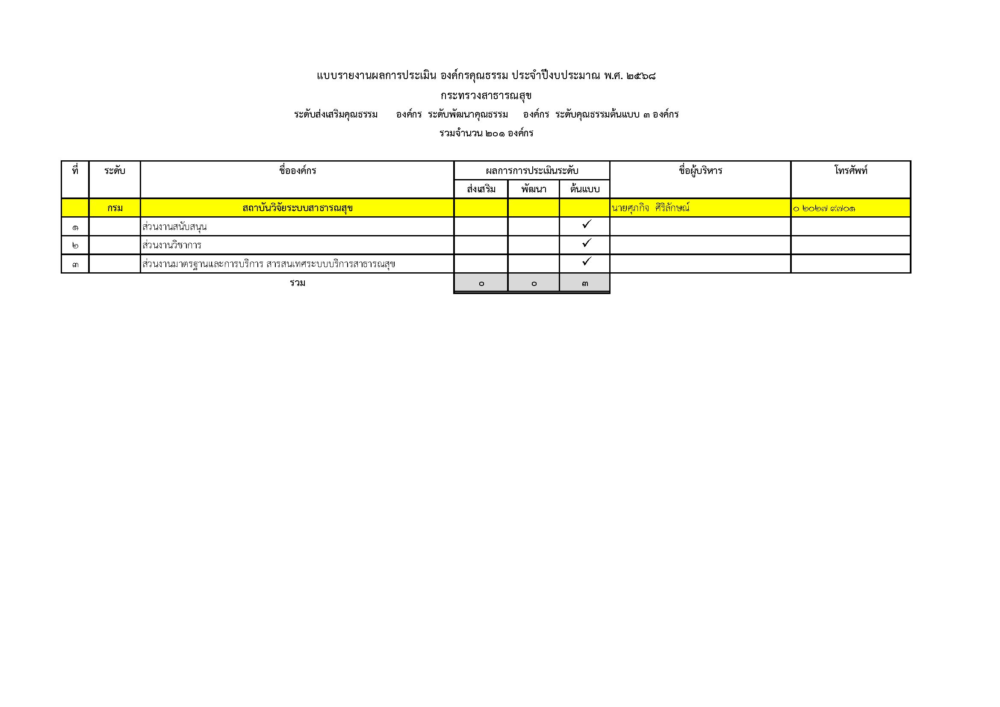 แบบรายงานผลการประเมิน องค์กรคุณธรรม ประจำปีงบประมาณ พ.ศ. ๒๕๖๘
กระทรวงสาธารณสุข
ระดับส่งเสริมคุณธรรม องค์กร ระดับพัฒนาคุณธรรม องค์กร ระดับคุณธรรมต้นแบบ ๓ องค์กร
รวมจำนวน ๒๐๑ องค์กร
ที่ ระดับ ชื่อองค์กร ผลการการประเมินระดับ ชื่อผู้บริหาร โทรศัพท์
ส่งเสริม พัฒนา ต้นแบบ
กรม สถาบันวิจัยระบบสาธารณสุข นายศุภกิจ ศิริลักษณ์ ๐ ๒๐๒๗ ๙๗๐๑
๑ ส่วนงานสนับสนุน ✓
๒ ส่วนงานวิชาการ ✓
๓ ส่วนงานมาตรฐานและการบริการ สารสนเทศระบบบริการสาธารณสุข ✓
รวม ๐ ๐ ๓